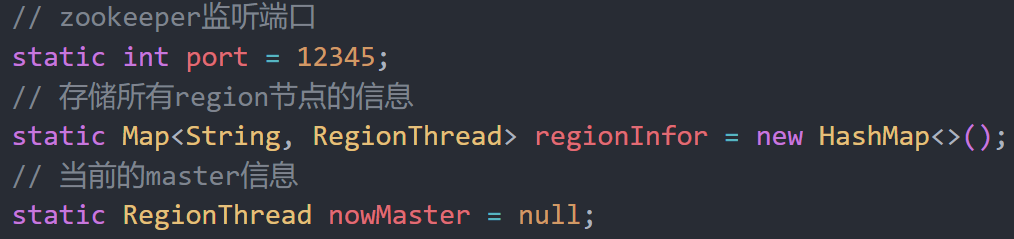 // zookeeper监听端口
static int port = 12345;
// 存储所有region节点的信息
static Map<String, RegionThread> regionInfor = new HashMap<>();
// 当前的master信息
static RegionThread nowMaster = null;